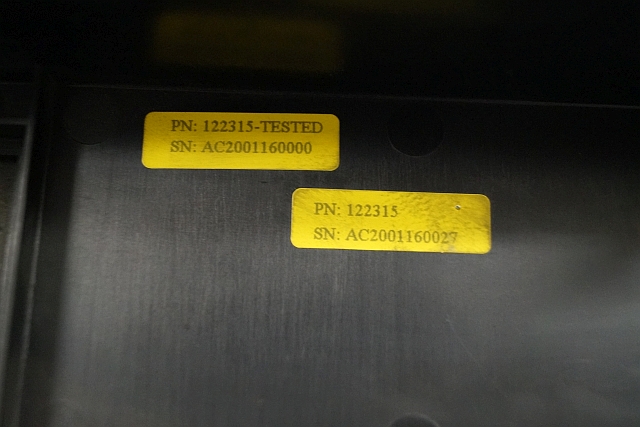 PN: 122315-TESTED
SN: AC2001160000
PN: 122315
SN: AC2001160027